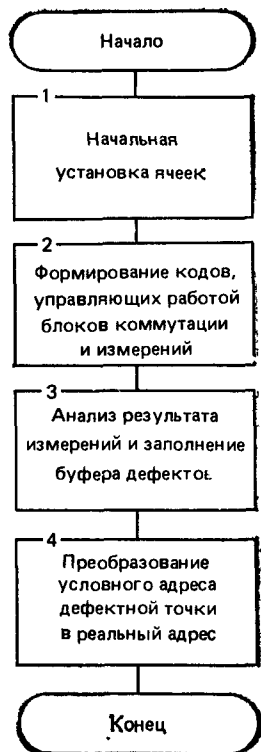 Начало
1
Начальная
установка ячеек
2
Формирование кодов,
управляющих работой
блоков коммутации
и измерений
3
Анализ результата
измерений и заполнение
буфера дефектов
4
Преобразование
условного адреса
дефектной точки
в реальный адрес
Конец